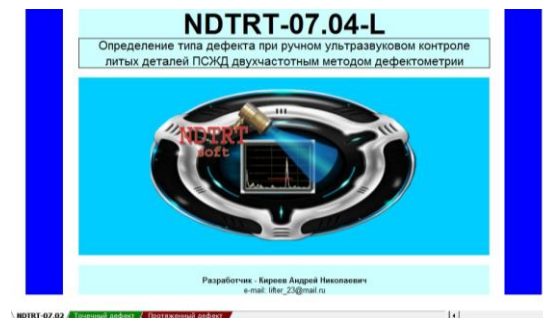 NDTRT-07.04-L
Определение типа дефекта при ручном ультразвуковом контроле
литых деталей ПСЖД двухчастотным методом дефектометрии
NDTRT
soft
Разработчик - Киреев Андрей Николаевич
e-mail: lifter_23@mail.ru
NDTRT-07.02 Точечный дефект Протяженный дефект